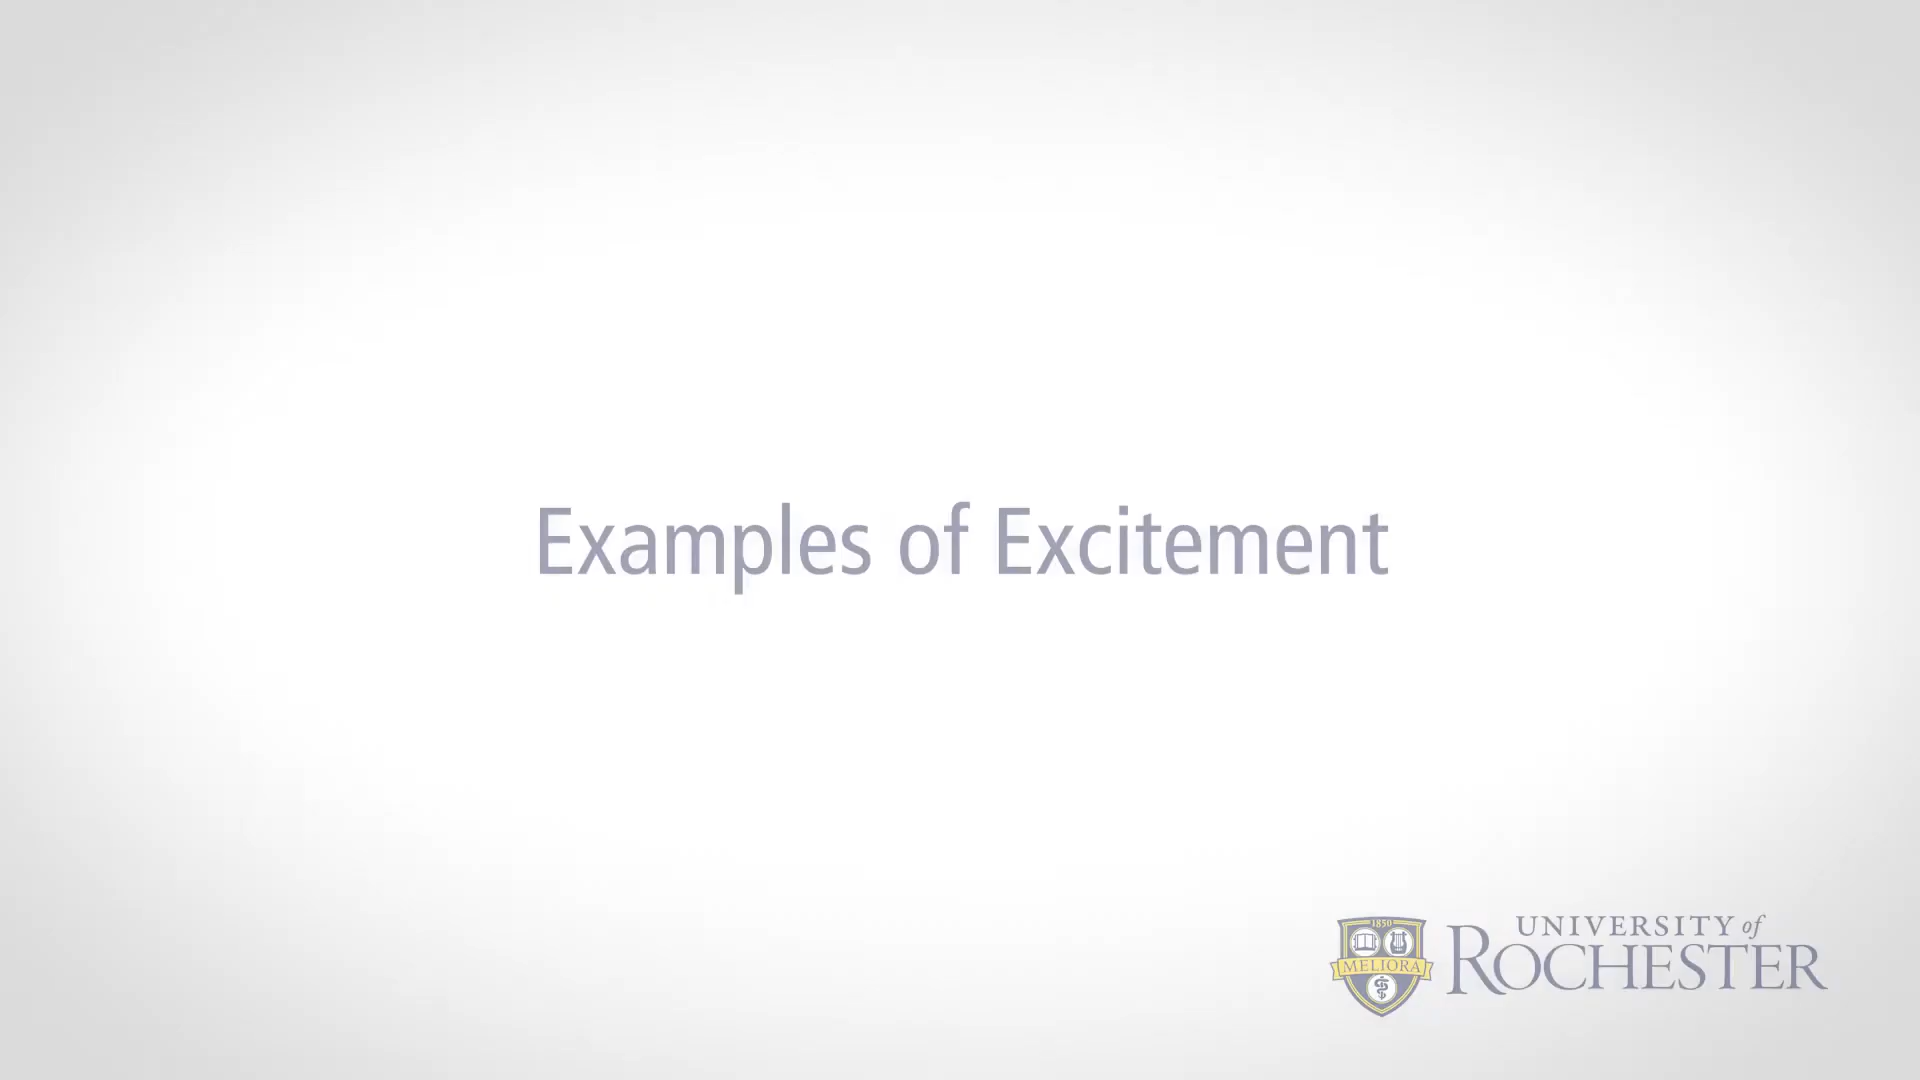 Examples of Excitement
1850
MELIORA
UNIVERSITY of
ROCHESTER